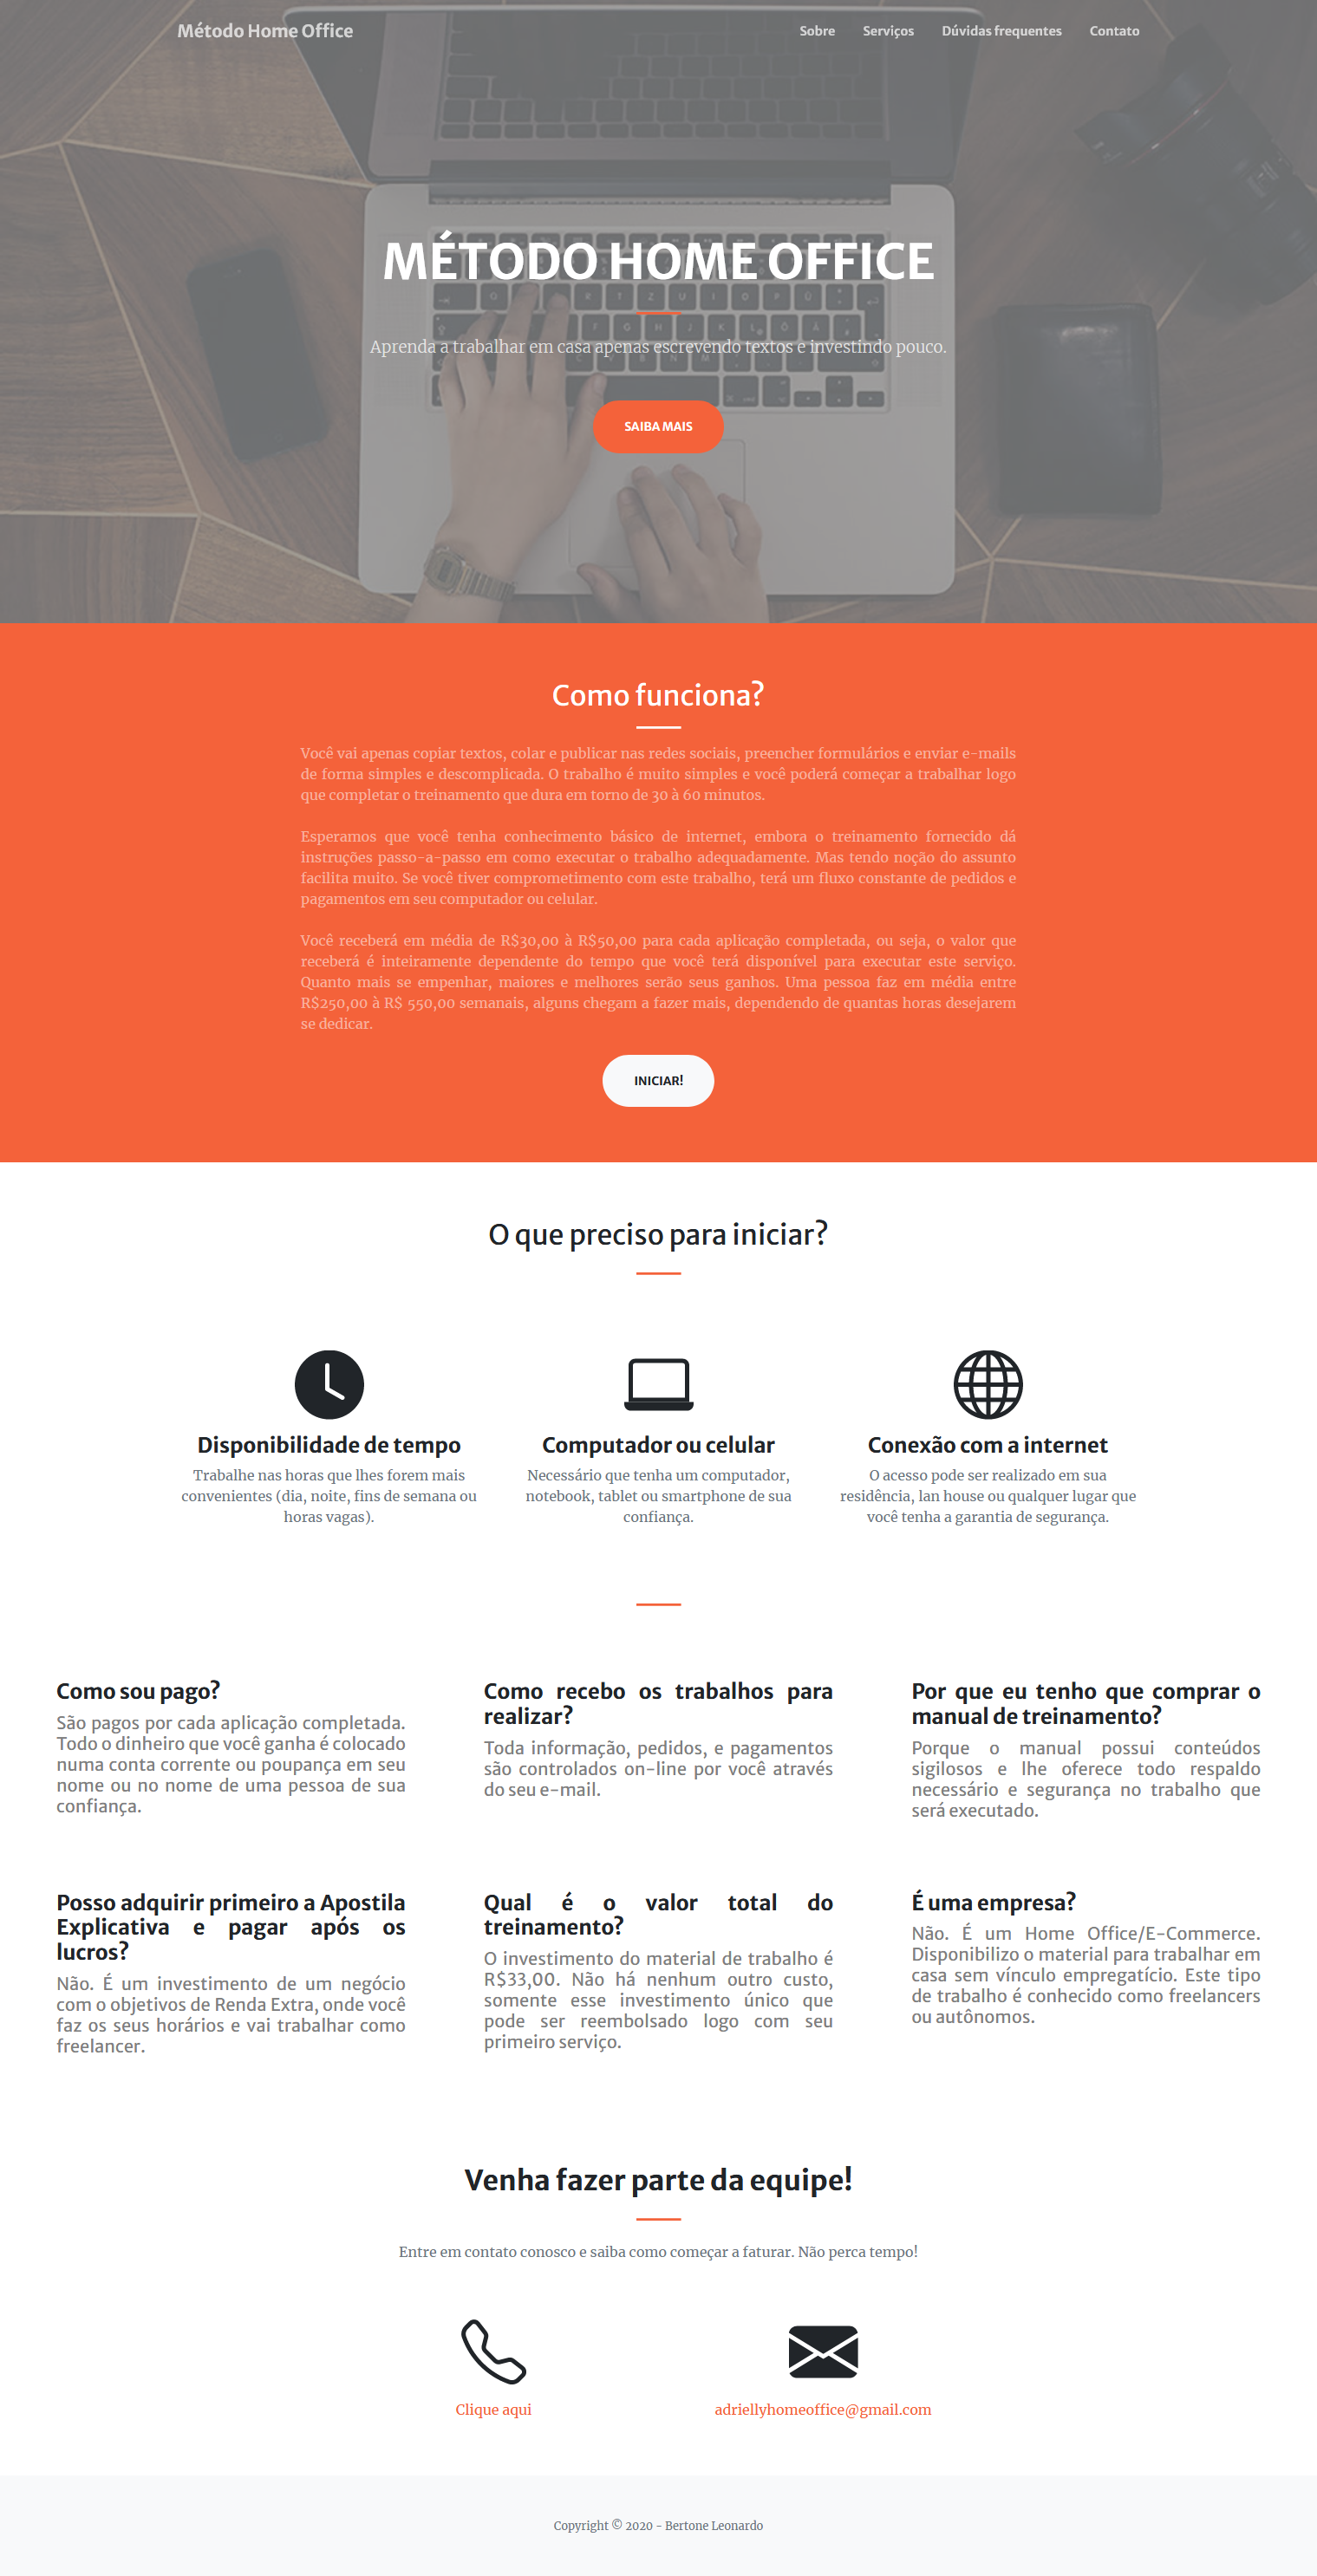 Método Home Office
Sobre
Serviços
Dúvidas frequentes
Contato
MÉTODO HOME OFFICE
Aprenda a trabalhar em casa apenas escrevendo textos e investindo pouco.
SAIBA MAIS
Como funciona?
Você vai apenas copiar textos, colar e publicar nas redes sociais, preencher formulários e enviar e-mails
de forma simples e descomplicada. O trabalho é muito simples e você poderá começar a trabalhar logo
que completar o treinamento que dura em torno de 30 à 60 minutos.
Esperamos que você tenha conhecimento básico de internet, embora o treinamento fornecido dá
instruções passo-a-passo em como executar o trabalho adequadamente. Mas tendo noção do assunto
facilita muito. Se você tiver comprometimento com este trabalho, terá um fluxo constante de pedidos e
pagamentos em seu computador ou celular.
Você receberá em média de R$30,00 à R$50,00 para cada aplicação completada, ou seja, o valor que
receberá é inteiramente dependente do tempo que você terá disponível para executar este serviço.
Quanto mais se empenhar, maiores e melhores serão seus ganhos. Uma pessoa faz em média entre
R$250,00 à R$ 550,00 semanais, alguns chegam a fazer mais, dependendo de quantas horas desejarem
se dedicar.
INICIAR!
O que preciso para iniciar?
Disponibilidade de tempo
Trabalhe nas horas que lhes forem mais
convenientes (dia, noite, fins de semana ou
horas vagas).
Computador ou celular
Necessário que tenha um computador,
notebook, tablet ou smartphone de sua
confiança.
Conexão com a internet
O acesso pode ser realizado em sua
residência, lan house ou qualquer lugar que
você tenha a garantia de segurança.
Como sou pago?
São pagos por cada aplicação completada.
Todo o dinheiro que você ganha é colocado
numa conta corrente ou poupança em seu
nome ou no nome de uma pessoa de sua
confiança.
Como recebo os trabalhos para
realizar?
Toda informação, pedidos, e pagamentos
são controlados on-line por você através
do seu e-mail.
Por que eu tenho que comprar o
manual de treinamento?
Porque o manual possui conteúdos
sigilosos e lhe oferece todo respaldo
necessário e segurança no trabalho que
será executado.
Posso adquirir primeiro a Apostila
Explicativa e pagar após os
lucros?
Não. É um investimento de um negócio
com o objetivos de Renda Extra, onde você
faz os seus horários e vai trabalhar como
freelancer.
Qual é o valor total do
treinamento?
O investimento do material de trabalho é
R$33,00. Não há nenhum outro custo,
somente esse investimento único que
pode ser reembolsado logo com seu
primeiro serviço.
É uma empresa?
Não. É um Home Office/E-Commerce.
Disponibilizo o material para trabalhar em
casa sem vínculo empregatício. Este tipo
de trabalho é conhecido como freelancers
ou autônomos.
Venha fazer parte da equipe!
Entre em contato conosco e saiba como começar a faturar. Não perca tempo!
Clique aqui
adriellyhomeoffice@gmail.com
Copyright © 2020 - Bertone Leonardo